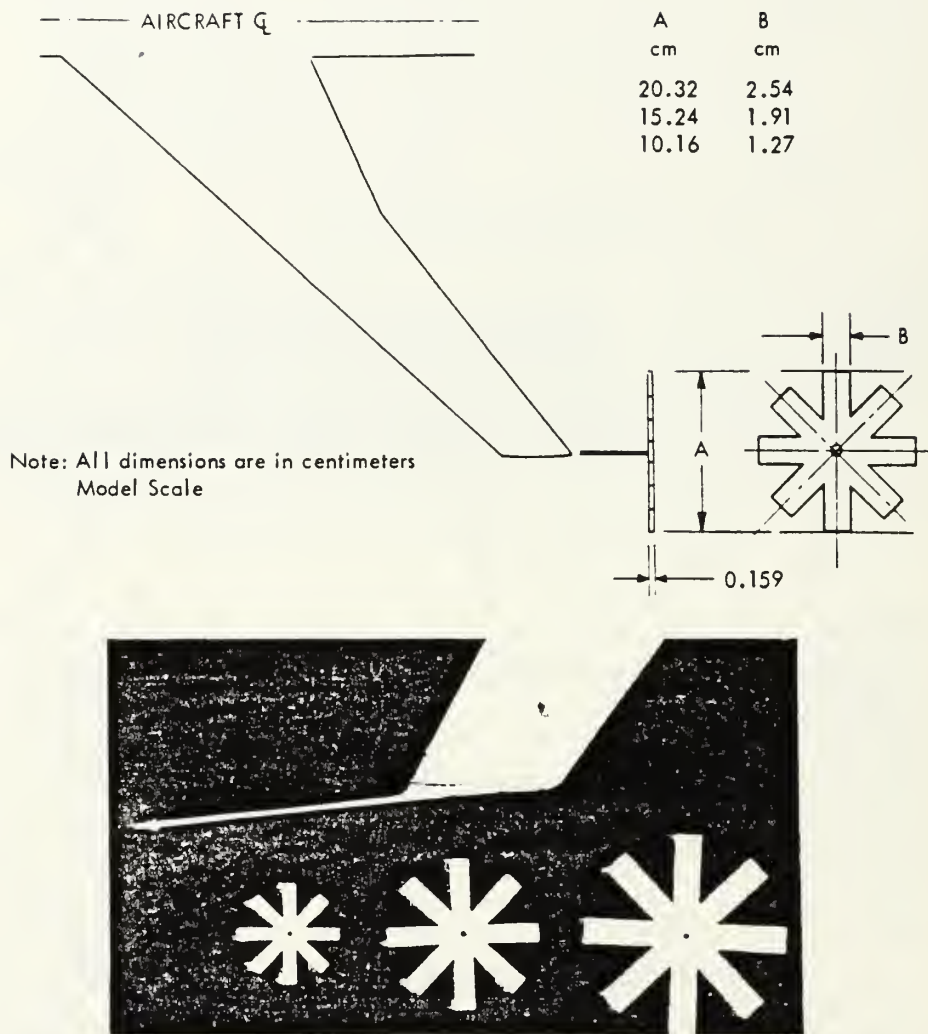 AIRCRAFT ℄
A B
cm cm
20.32 2.54
15.24 1.91
10.16 1.27
B
A
Note: All dimensions are in centimeters
Model Scale
0.159